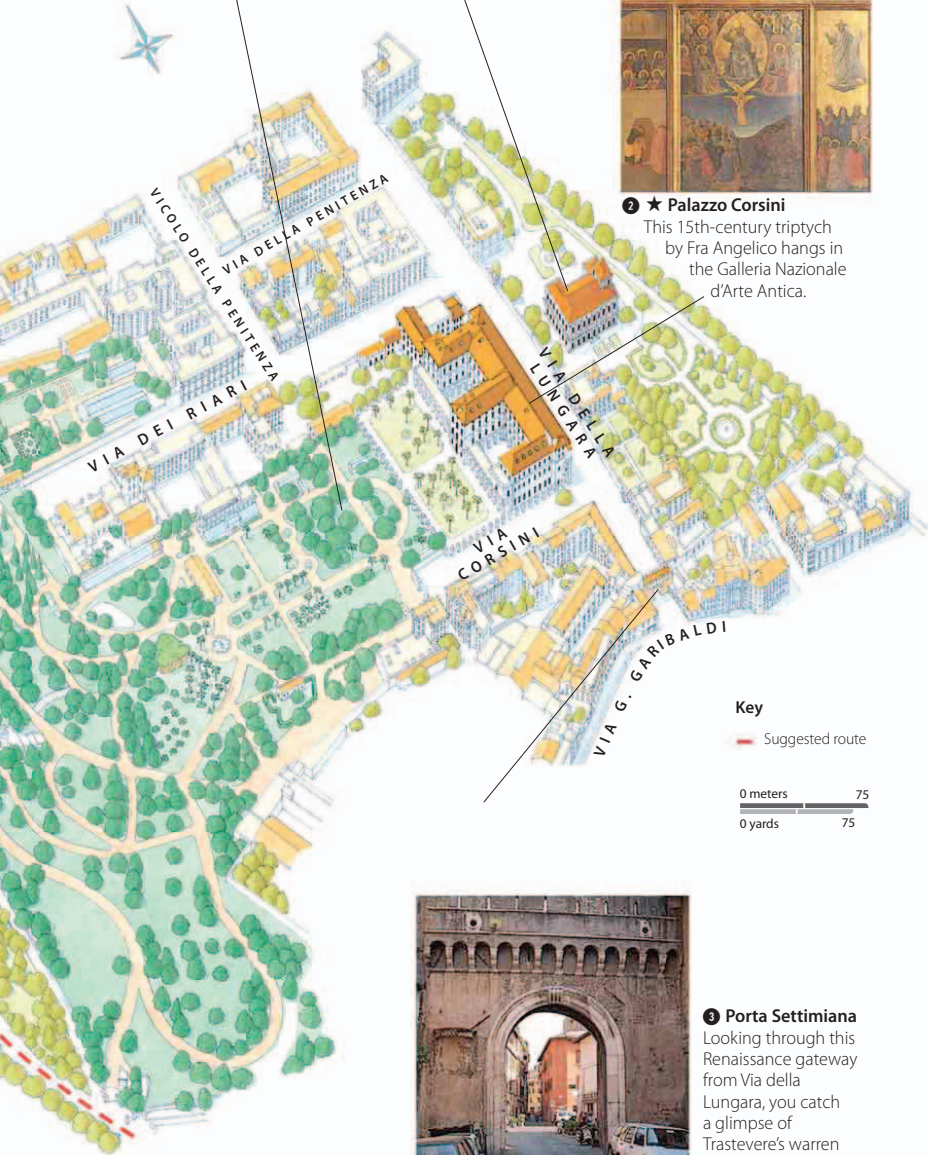 ❷ ★ Palazzo Corsini
This 15th-century triptych
by Fra Angelico hangs in
the Galleria Nazionale
d’Arte Antica.
VICOLO DELLA PENITENZA
VIA DELLA PENITENZA
VIA DELLA
LUNGARA
VIA DEI RIARI
VIA
CORSINI
VIA G. GARIBALDI
Key
Suggested route
0 meters 75
0 yards 75
❸ Porta Settimiana
Looking through this
Renaissance gateway
from Via della
Lungara, you catch
a glimpse of
Trastevere’s warren